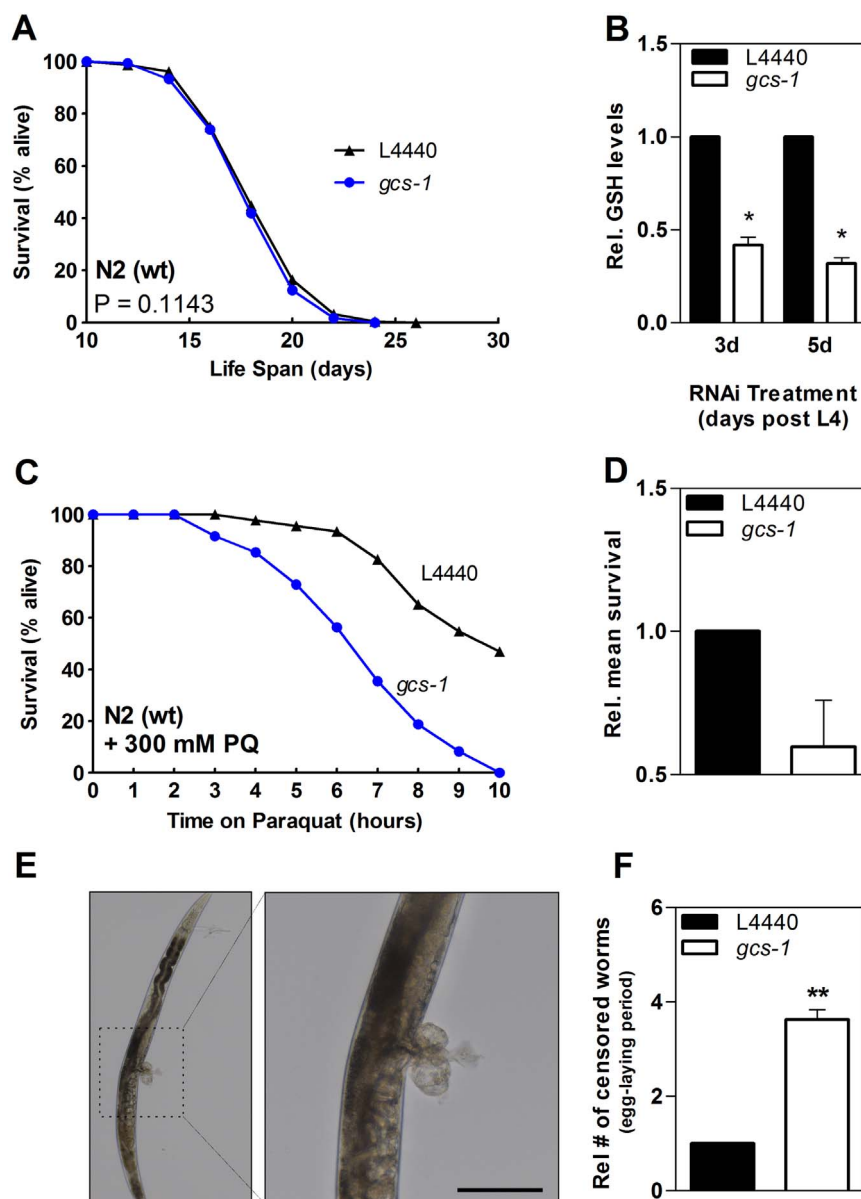 A
100
80
60
40
20
0
Survival (% alive)
L4440
gcs-1
N2 (wt)
P = 0.1143
10
15
20
25
30
Life Span (days)
B
1.5
1.0
0.5
0.0
Rel. GSH levels
L4440
gcs-1
*
*
3d
5d
RNAi Treatment
(days post L4)
C
100
80
60
40
20
0
Survival (% alive)
L4440
gcs-1
N2 (wt)
+ 300 mM PQ
0 1 2 3 4 5 6 7 8 9 10
Time on Paraquat (hours)
D
1.5
1.0
0.5
Rel. mean survival
L4440
gcs-1
E
F
6
4
2
0
Rel # of censored worms
(egg-laying period)
L4440
gcs-1
**